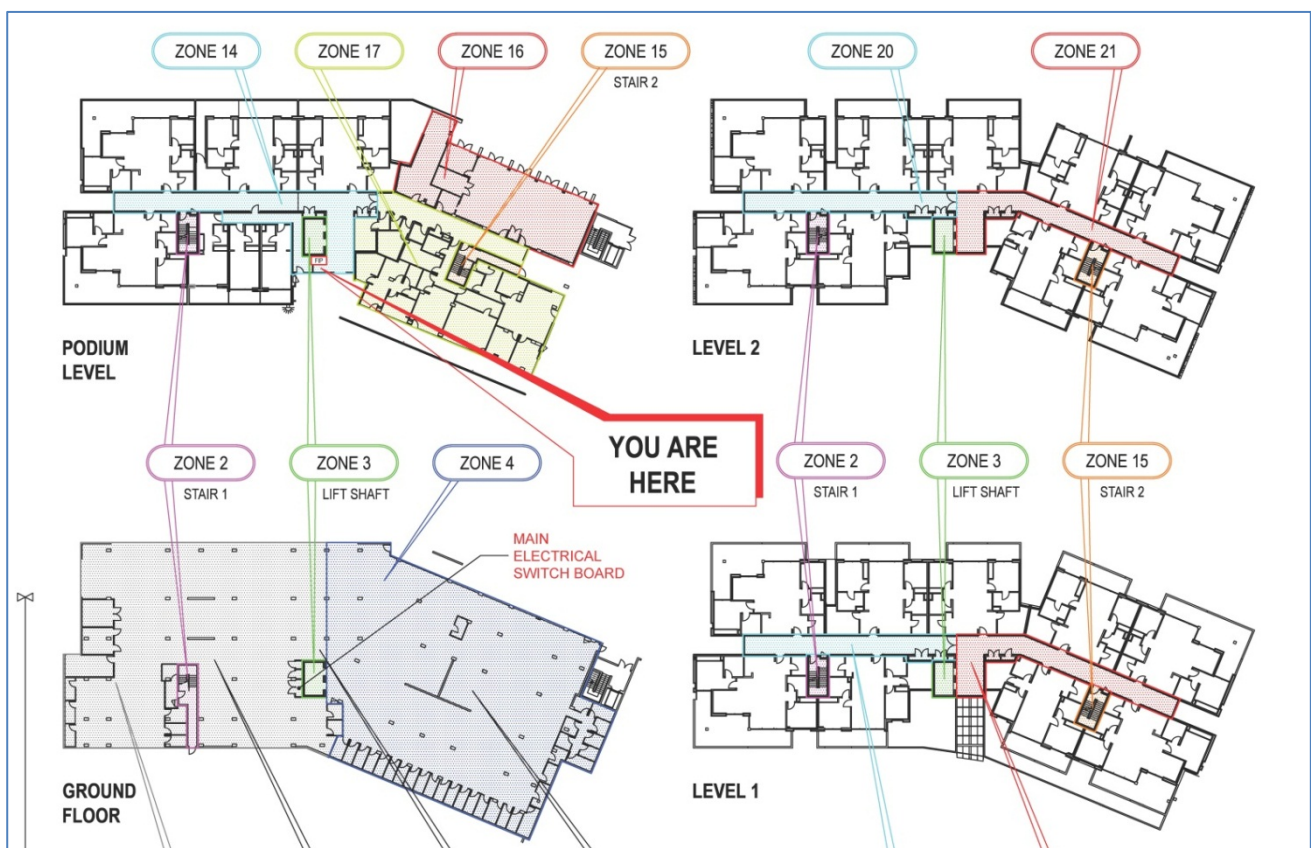 ZONE 14
ZONE 17
ZONE 16
ZONE 15
STAIR 2
ZONE 20
ZONE 21
FIP
PODIUM
LEVEL
LEVEL 2
YOU ARE
HERE
ZONE 2
STAIR 1
ZONE 3
LIFT SHAFT
ZONE 4
ZONE 2
STAIR 1
ZONE 3
LIFT SHAFT
ZONE 15
STAIR 2
MAIN
ELECTRICAL
SWITCH BOARD
GROUND
FLOOR
LEVEL 1